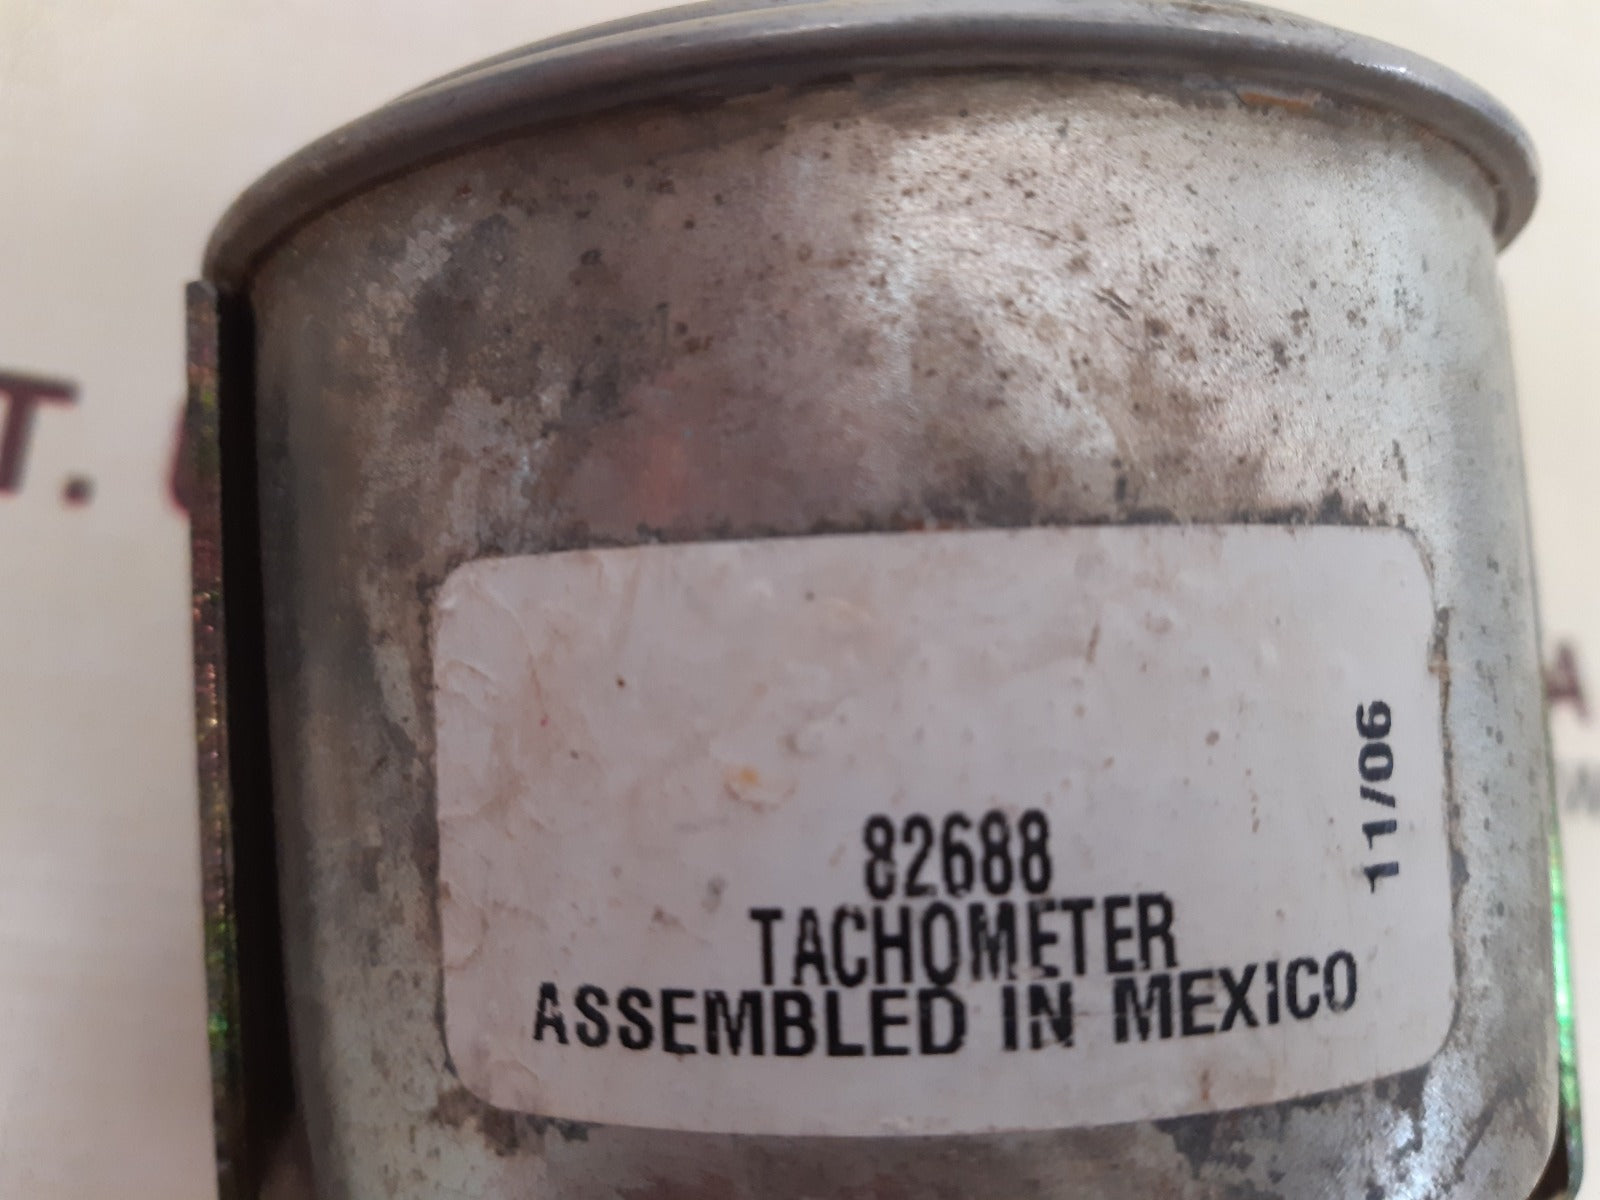 T.
82688
TACHOMETER
ASSEMBLED IN MEXICO
11/06
A